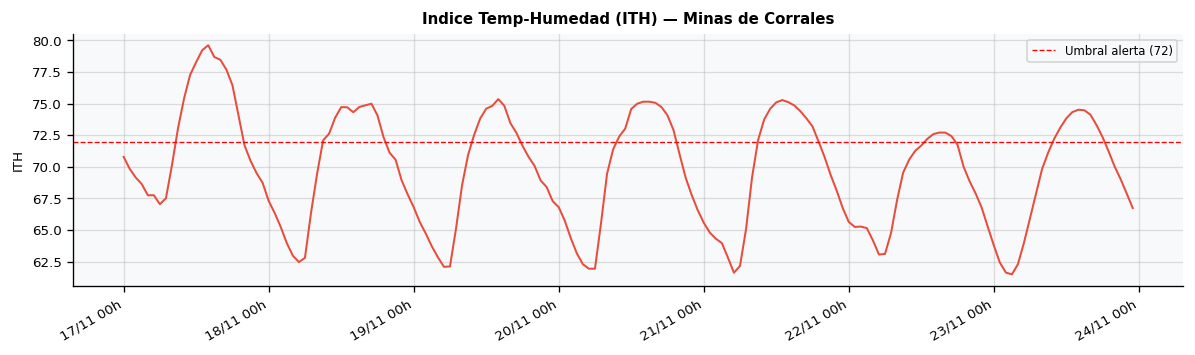 Indice Temp-Humedad (ITH) — Minas de Corrales
Umbral alerta (72)
ITH
80.0
77.5
75.0
72.5
70.0
67.5
65.0
62.5
17/11 00h
18/11 00h
19/11 00h
20/11 00h
21/11 00h
22/11 00h
23/11 00h
24/11 00h